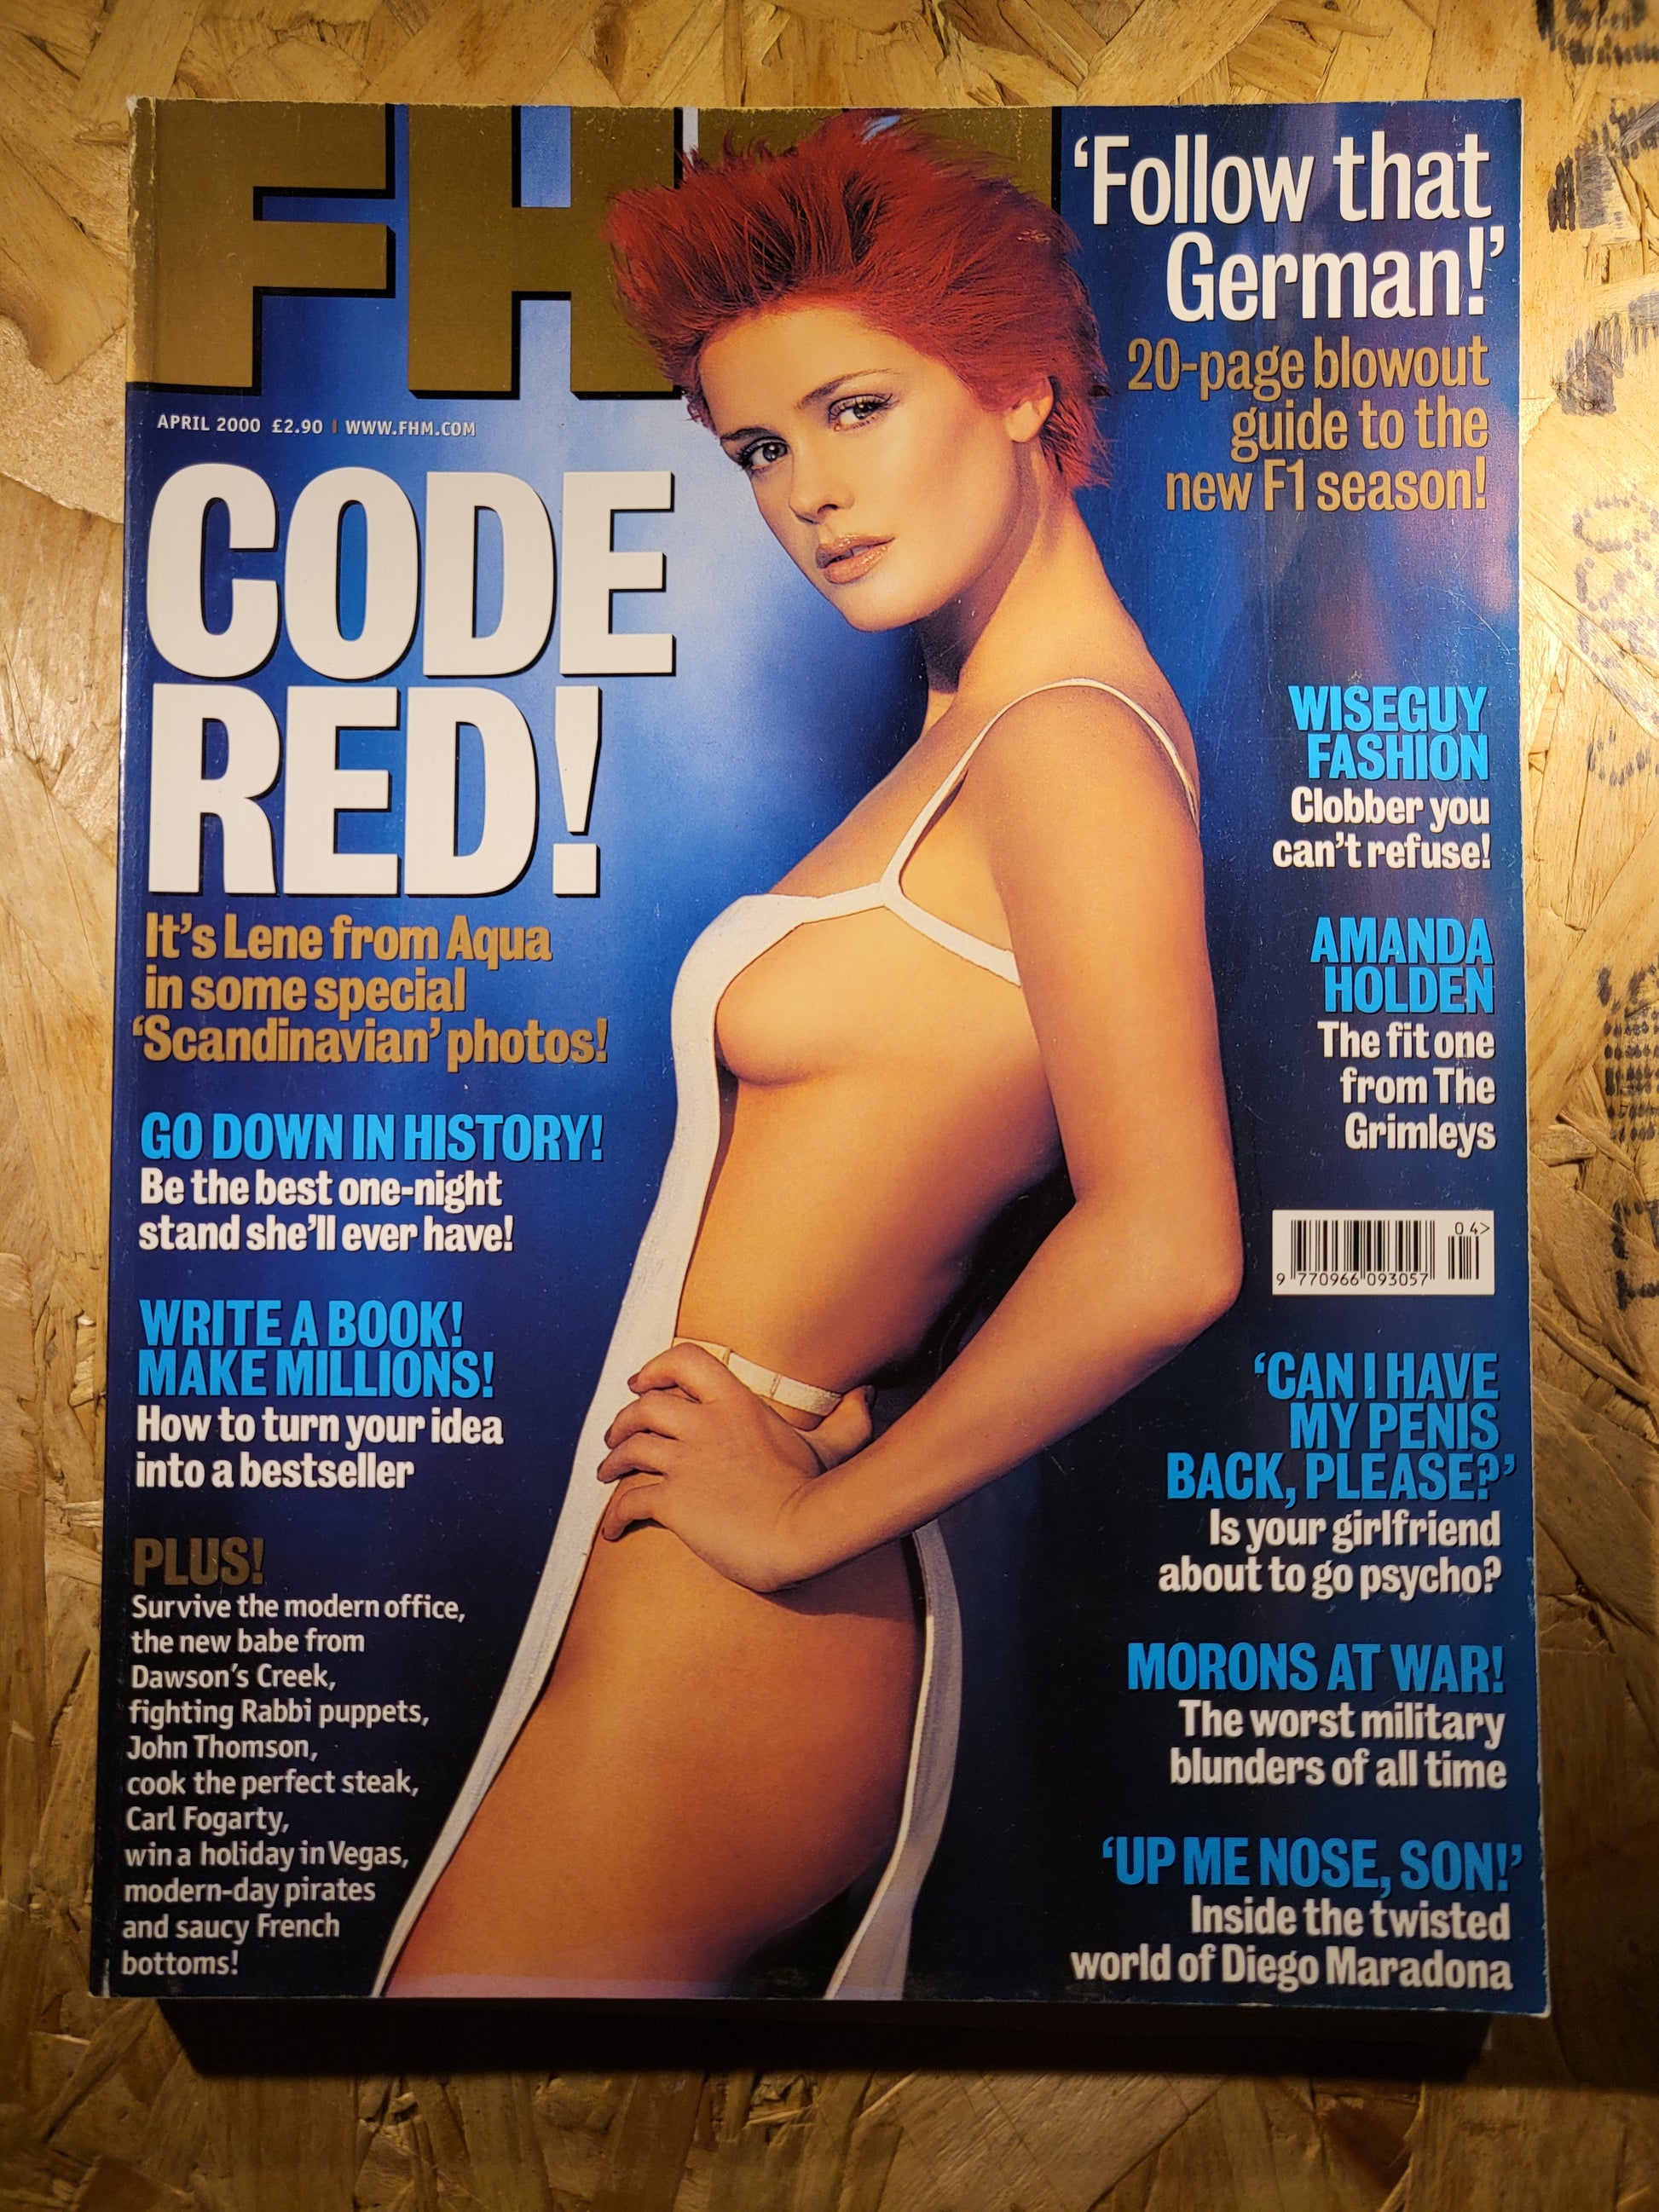 FHM
APRIL 2000 £2.90 | WWW.FHM.COM
CODE
RED!
It's Lene from Aqua
in some special
'Scandinavian' photos!
GO DOWN IN HISTORY!
Be the best one-night
stand she'll ever have!
WRITE A BOOK!
MAKE MILLIONS!
How to turn your idea
into a bestseller
PLUS!
Survive the modern office,
the new babe from
Dawson's Creek,
fighting Rabbi puppets,
John Thomson,
cook the perfect steak,
Carl Fogarty,
win a holiday in Vegas,
modern-day pirates
and saucy French
bottoms!
'Follow that
German!'
20-page blowout
guide to the
new F1 season!
WISEGUY
FASHION
Clobber you
can't refuse!
AMANDA
HOLDEN
The fit one
from The
Grimleys
04>
9 770966 093057
'CAN I HAVE
MY PENIS
BACK, PLEASE?'
Is your girlfriend
about to go psycho?
MORONS AT WAR!
The worst military
blunders of all time
'UP ME NOSE, SON!'
Inside the twisted
world of Diego Maradona